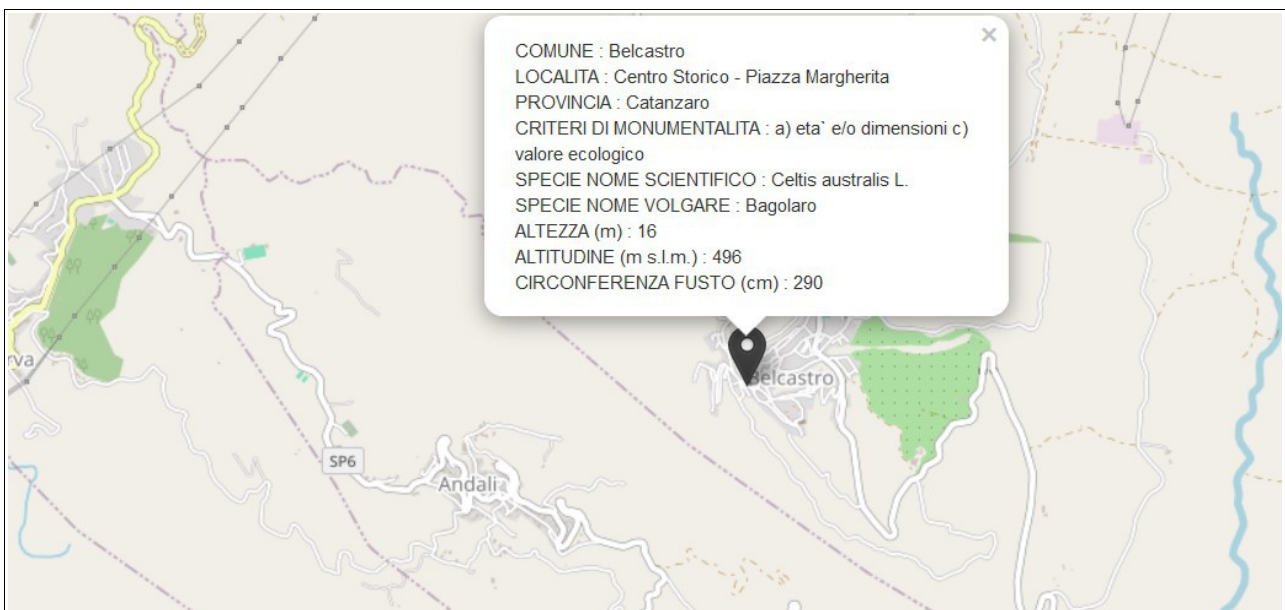 COMUNE : Belcastro
LOCALITA : Centro Storico - Piazza Margherita
PROVINCIA : Catanzaro
CRITERI DI MONUMENTALITA : a) eta` e/o dimensioni c)
valore ecologico
SPECIE NOME SCIENTIFICO : Celtis australis L.
SPECIE NOME VOLGARE : Bagolaro
ALTEZZA (m) : 16
ALTITUDINE (m s.l.m.) : 496
CIRCONFERENZA FUSTO (cm) : 290
×
rva
Belcastro
SP6
Andali